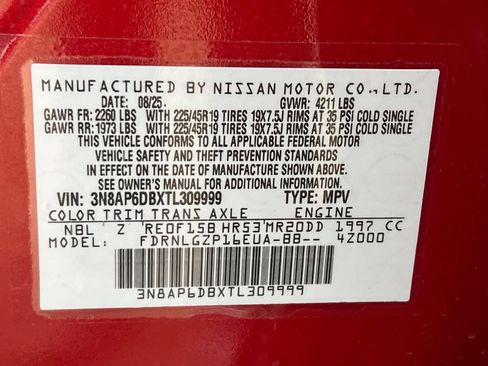 MANUFACTURED BY NISSAN MOTOR CO., LTD.
DATE: 08/25 GVWR: 4211 LBS
GAWR FR: 2260 LBS WITH 225/45R19 TIRES 19X7.5J RIMS AT 35 PSI COLD SINGLE
GAWR RR: 1973 LBS WITH 225/45R19 TIRES 19X7.5J RIMS AT 35 PSI COLD SINGLE
THIS VEHICLE CONFORMS TO ALL APPLICABLE FEDERAL MOTOR
VEHICLE SAFETY AND THEFT PREVENTION STANDARDS
IN EFFECT ON THE DATE OF MANUFACTURE SHOWN ABOVE.
SEE OWNER'S MANUAL FOR ADDITIONAL INFORMATION.
VIN: 3N8AP6DBXTL309999 TYPE: MPV
COLOR TRIM TRANS AXLE ENGINE
NBL Z RE0F15B HR53 MR20DD 1997 CC
MODEL: FDRNLGZP16EUA-BB-- 4Z000
3N8AP6DBXTL309999